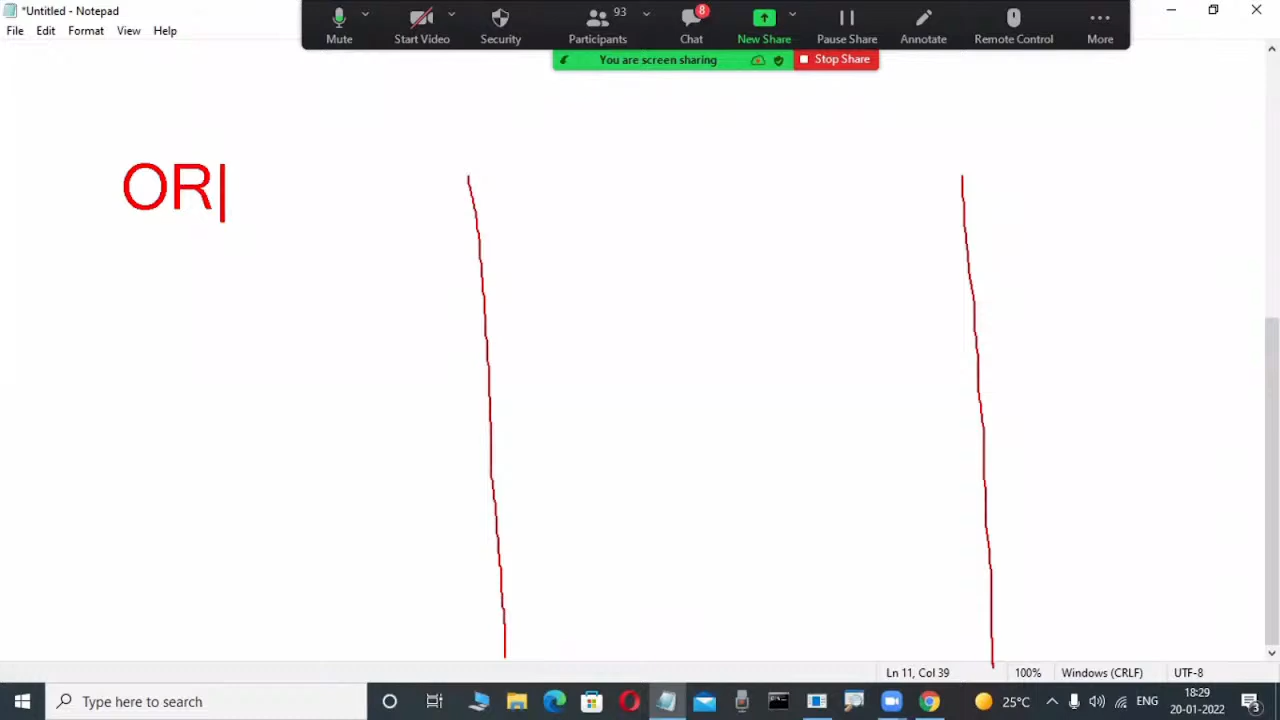 *Untitled - Notepad
File Edit Format View Help
Mute Start Video Security Participants 93 Chat 8 New Share Pause Share Annotate Remote Control More
You are screen sharing Stop Share
OR
Ln 11, Col 39 100% Windows (CRLF) UTF-8
Type here to search 25°C ENG 18:29
20-01-2022 3